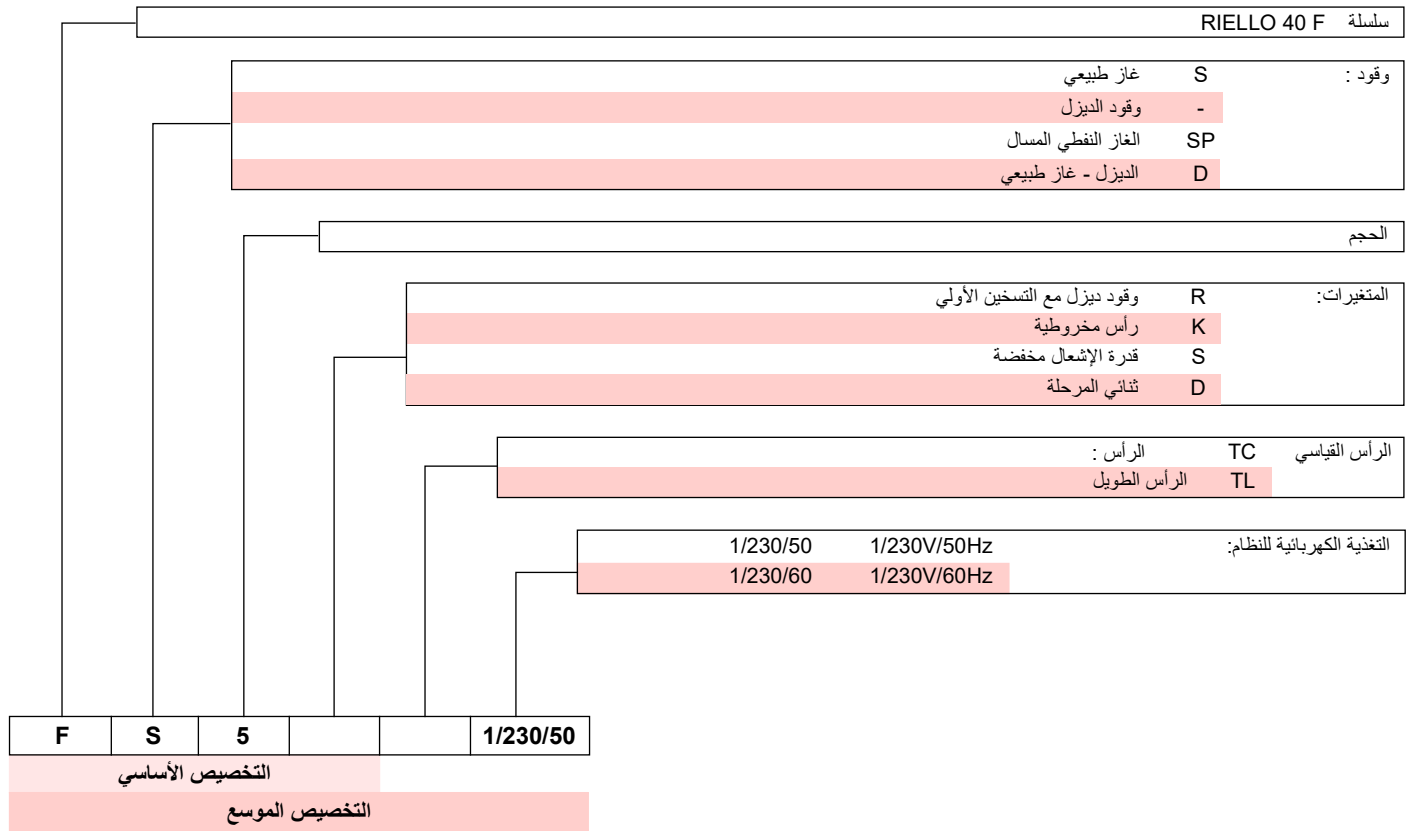 سلسلة RIELLO 40 F
وقود : S غاز طبيعي
- وقود الديزل
SP الغاز النفطي المسال
D الديزل - غاز طبيعي
الحجم
المتغيرات: R وقود ديزل مع التسخين الأولي
K رأس مخروطية
S قدرة الإشعال مخفضة
D ثنائي المرحلة
الرأس القياسي TC الرأس :
TL الرأس الطويل
التغذية الكهربائية للنظام: 1/230V/50Hz 1/230/50
1/230V/60Hz 1/230/60
F S 5 1/230/50
التخصيص الأساسي
التخصيص الموسع